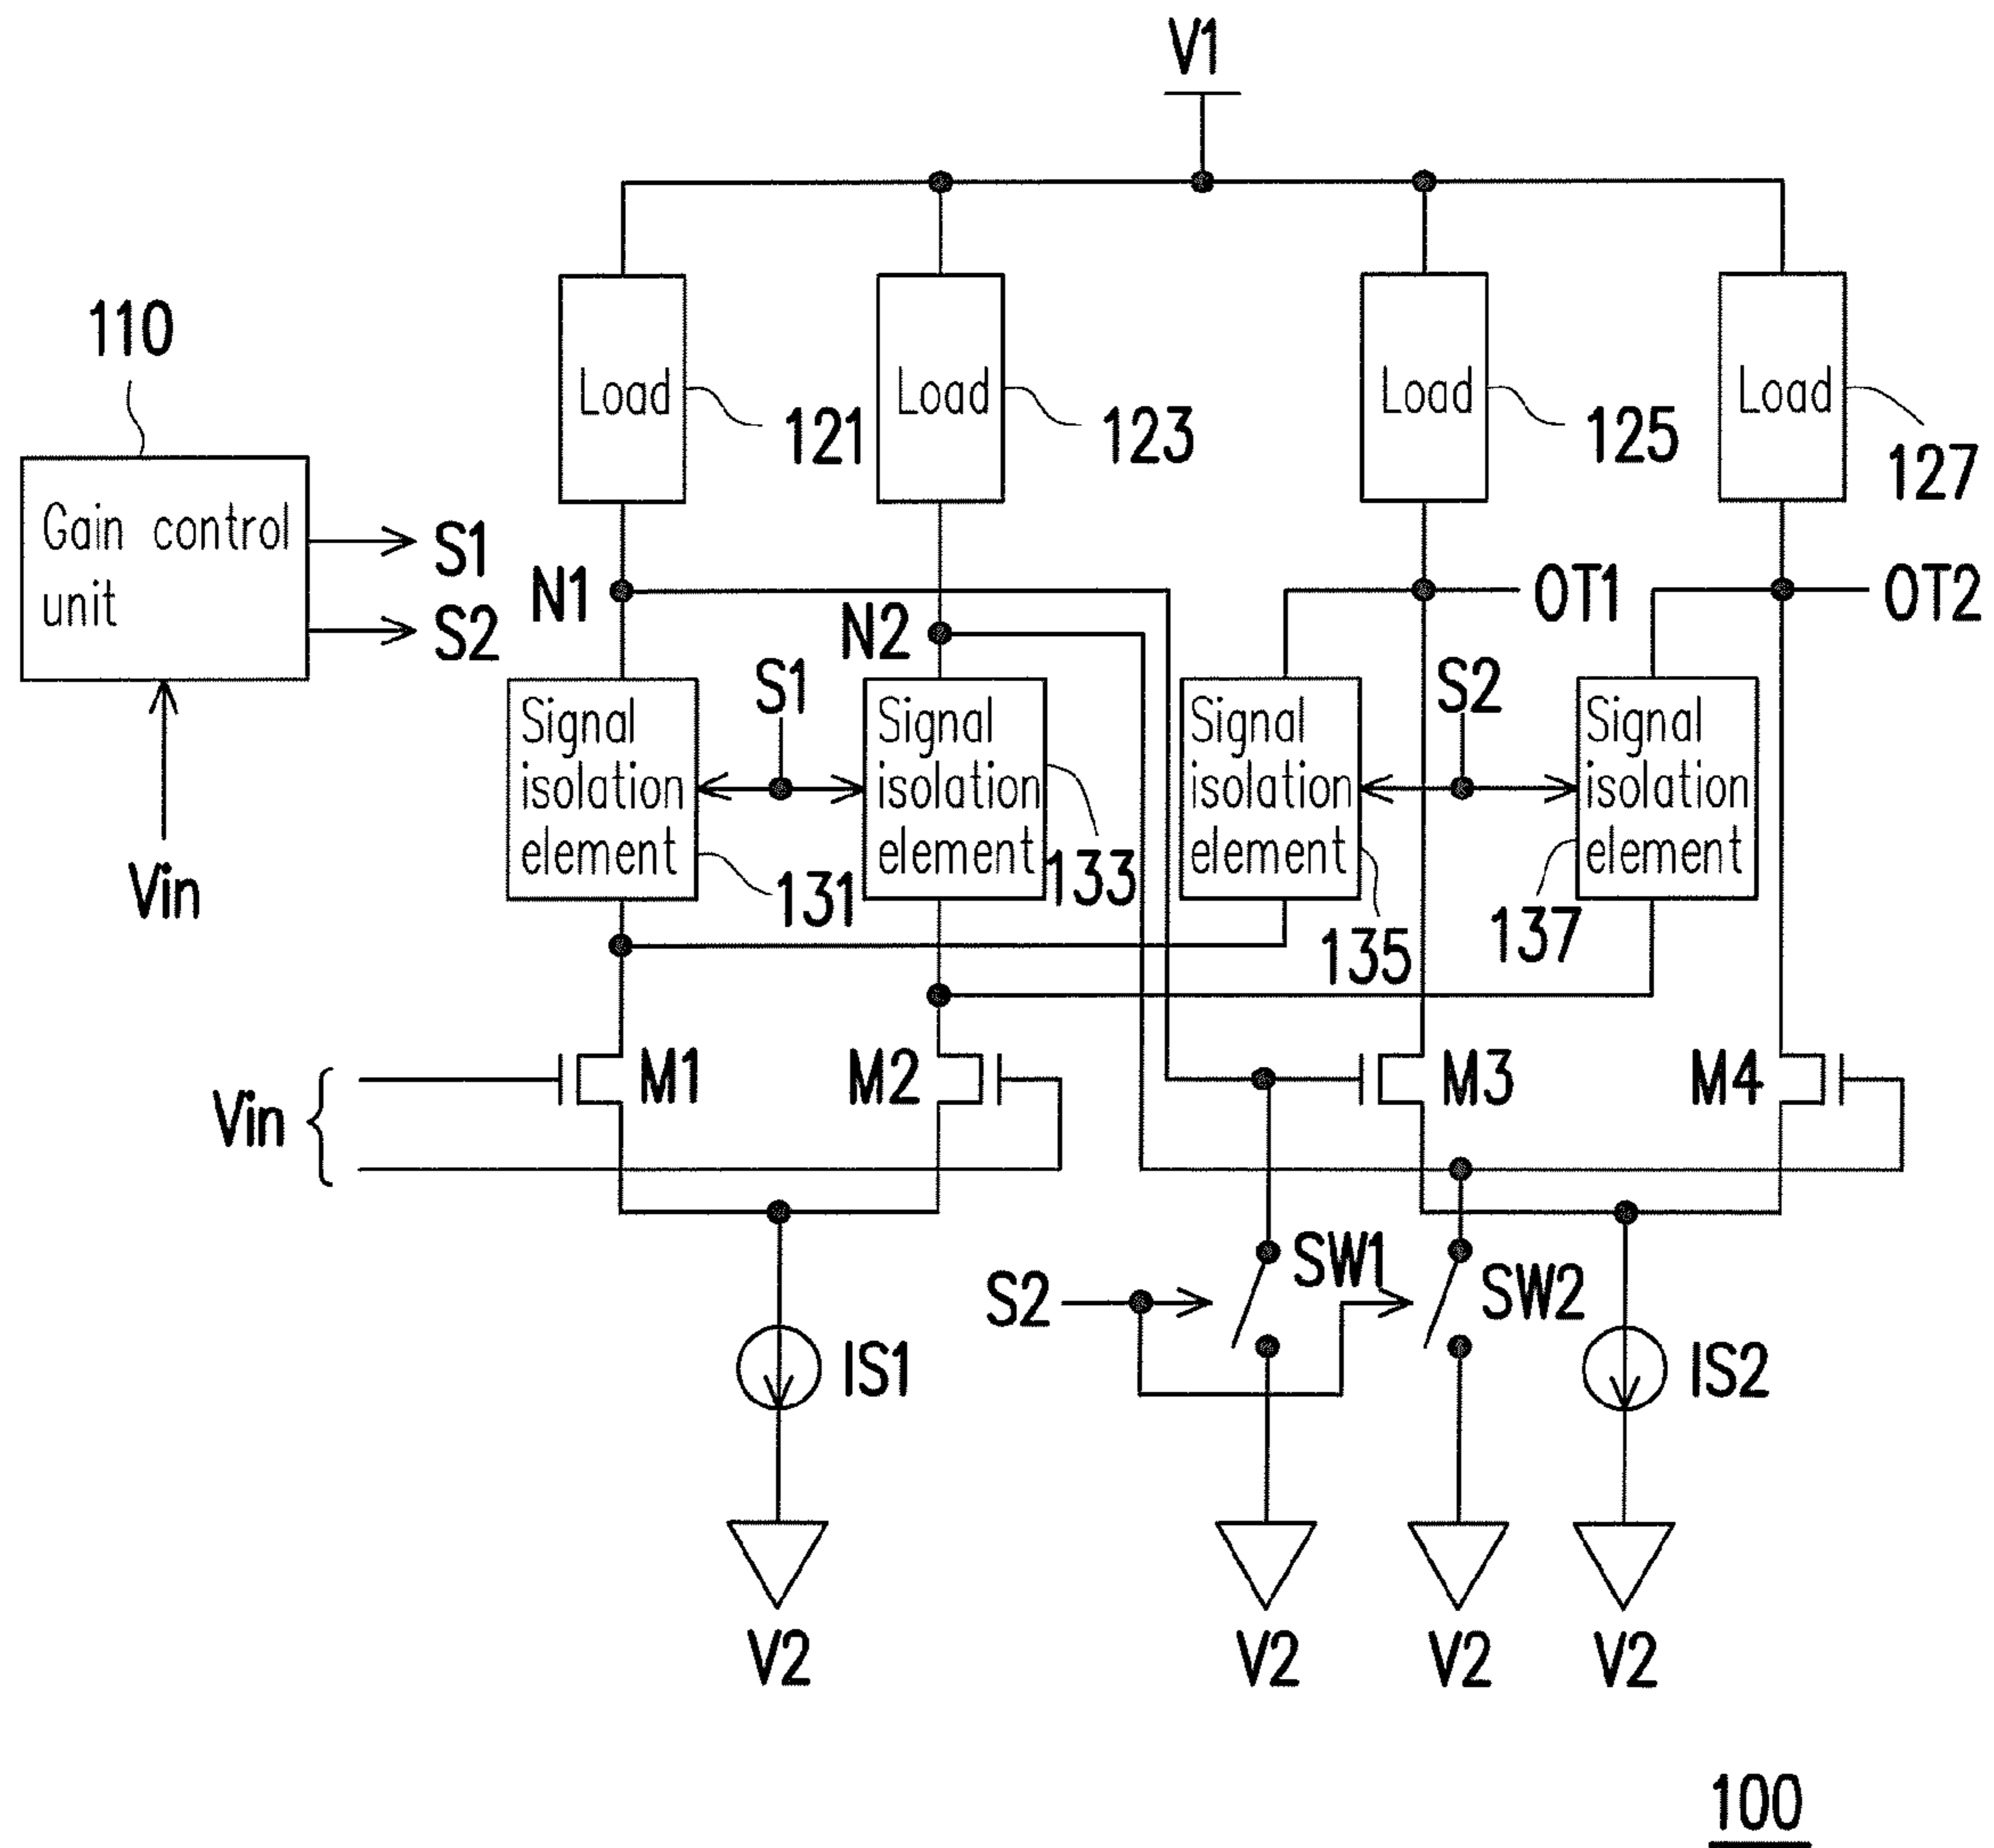 V1
110
Load
Load
Load
Load
121
123
125
127
Gain control
unit
S1
S2
N1
N2
OT1
OT2
S1
S2
Signal
isolation
element
Signal
isolation
element
Signal
isolation
element
Signal
isolation
element
131
133
135
137
Vin
M1
M2
M3
M4
Vin {
S2
SW1
SW2
IS1
IS2
V2
V2
V2
V2
100